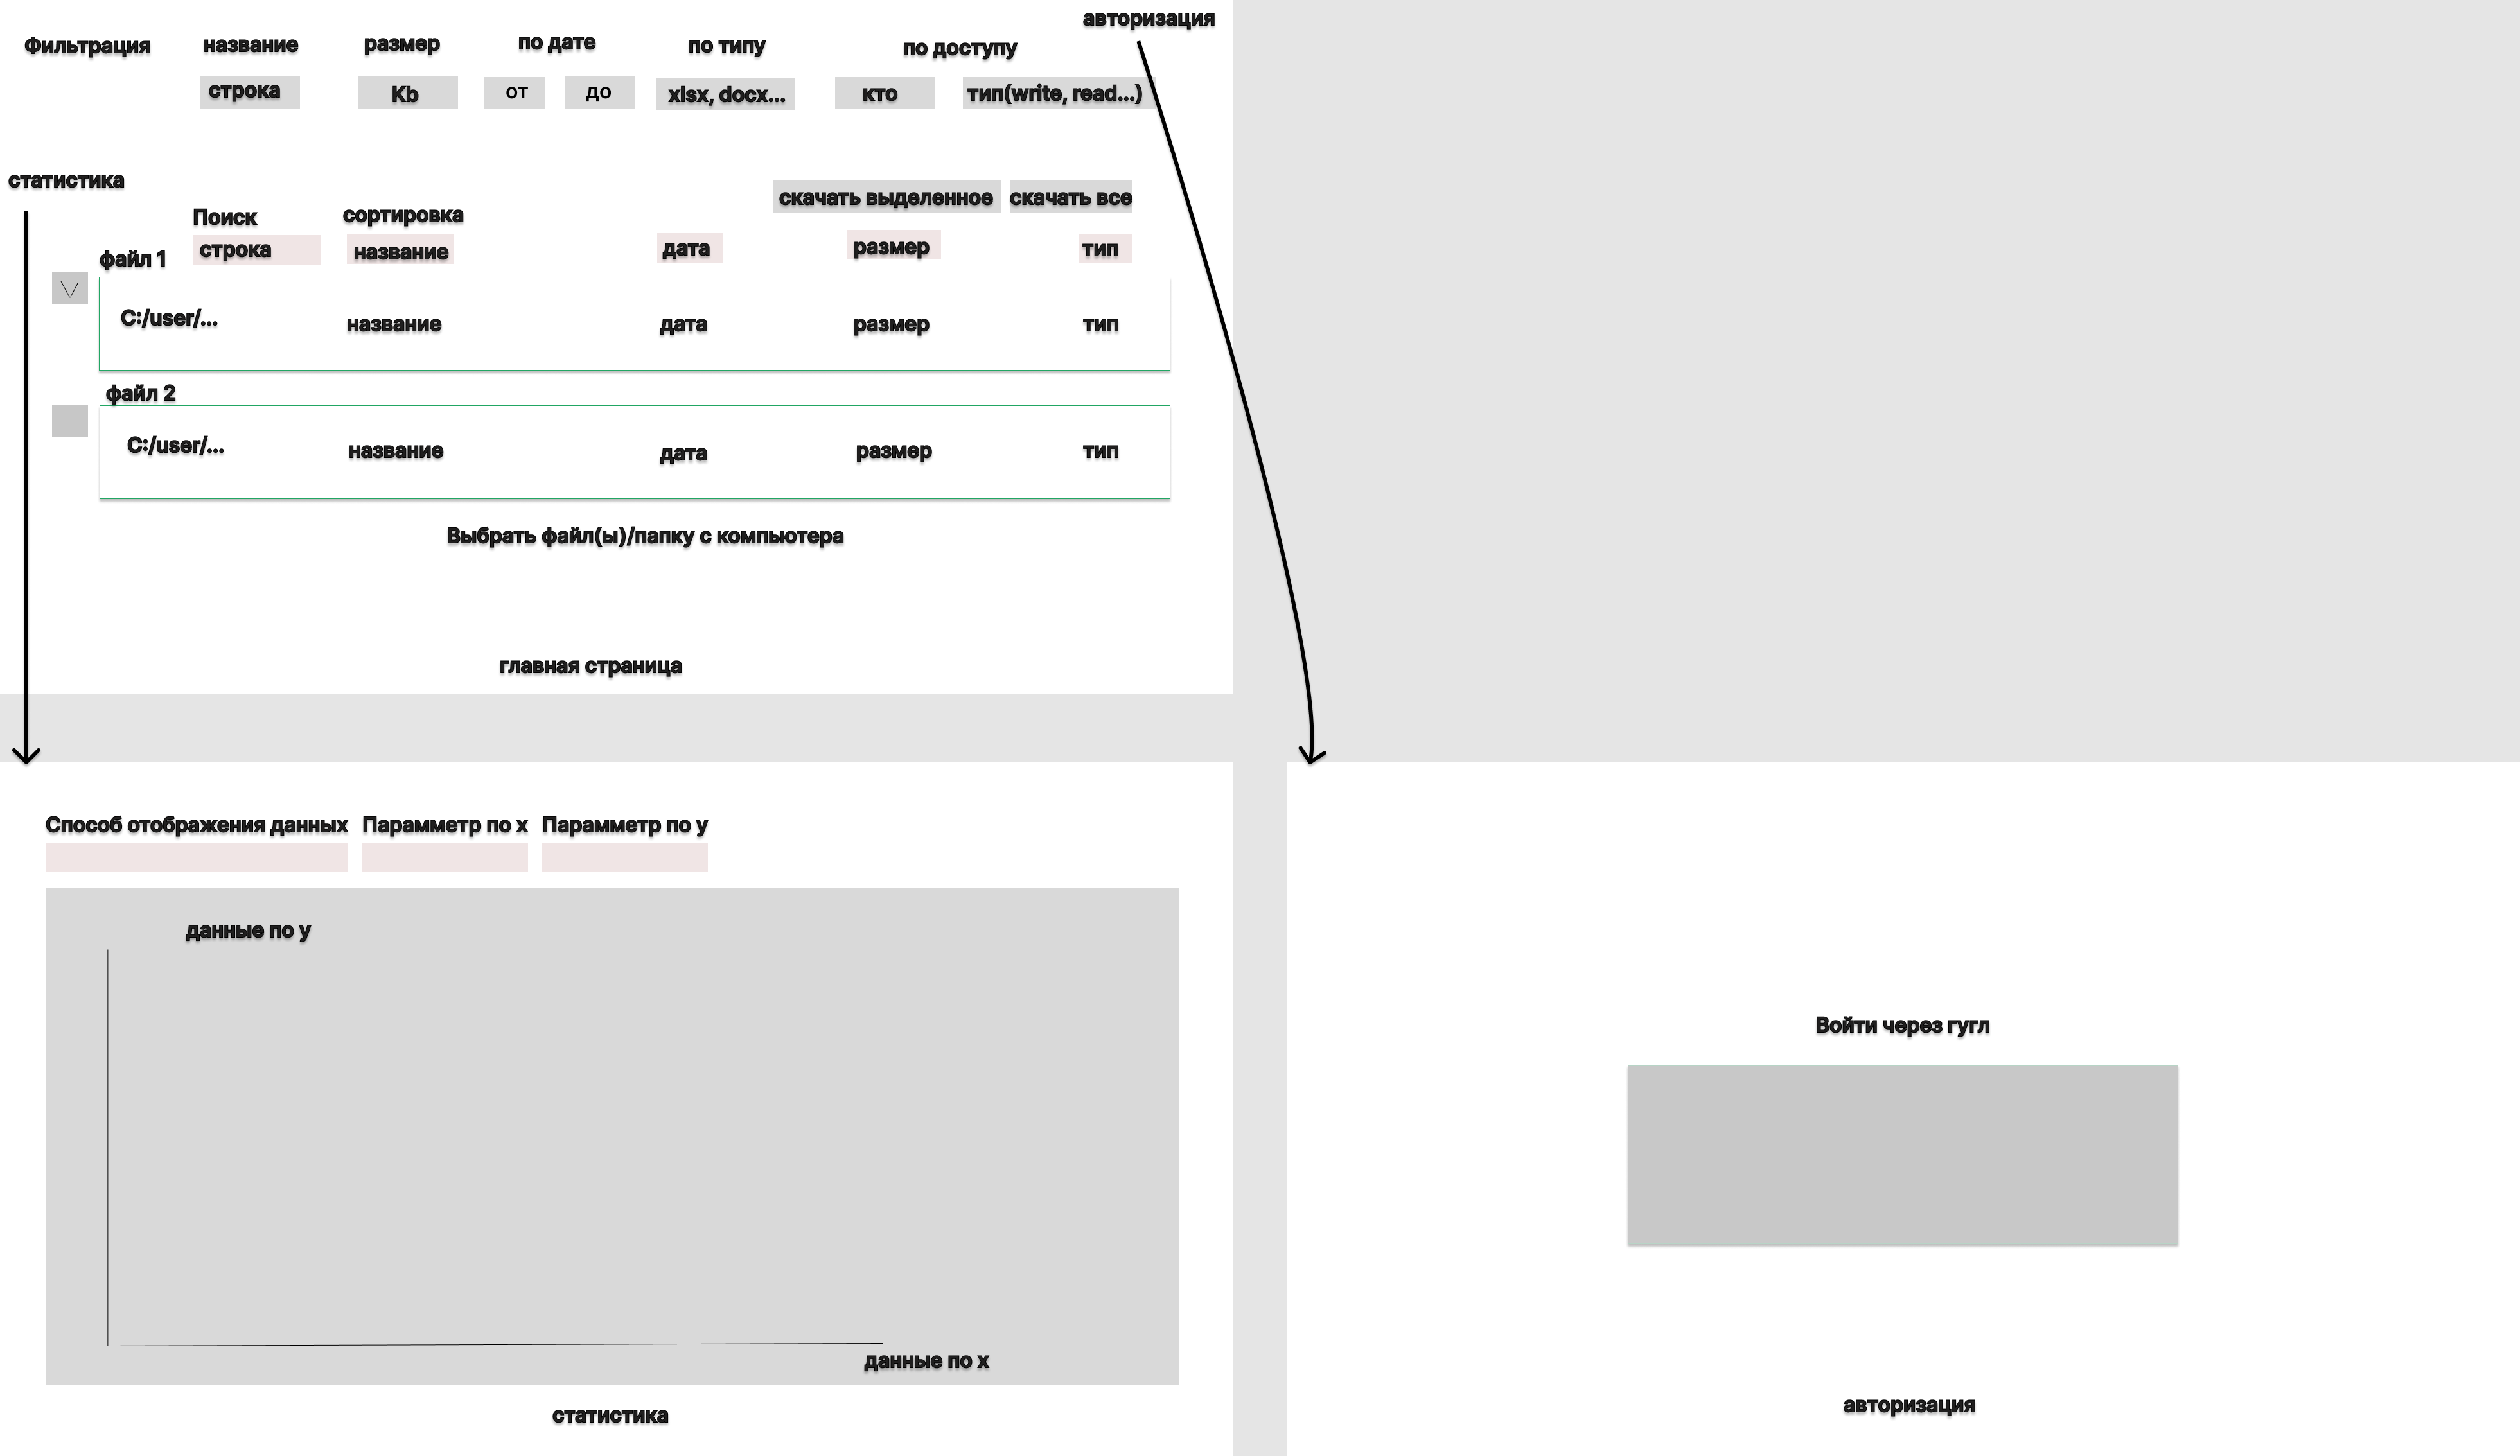 авторизация
Фильтрация название размер по дате по типу по доступу
строка Kb от до xlsx, docx... кто тип(write, read...)
статистика
скачать выделенное скачать все
Поиск сортировка
строка название дата размер тип
файл 1
C:/user/... название дата размер тип
файл 2
C:/user/... название дата размер тип
Выбрать файл(ы)/папку с компьютера
главная страница
Способ отображения данных Парамметр по x Парамметр по y
данные по y
данные по x
статистика
Войти через гугл
авторизация